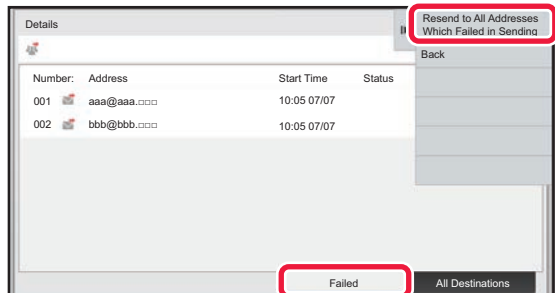 Details
Resend to All Addresses
Which Failed in Sending
Back
Number: Address Start Time Status
001 aaa@aaa.□□□ 10:05 07/07
002 bbb@bbb.□□□ 10:05 07/07
Failed All Destinations